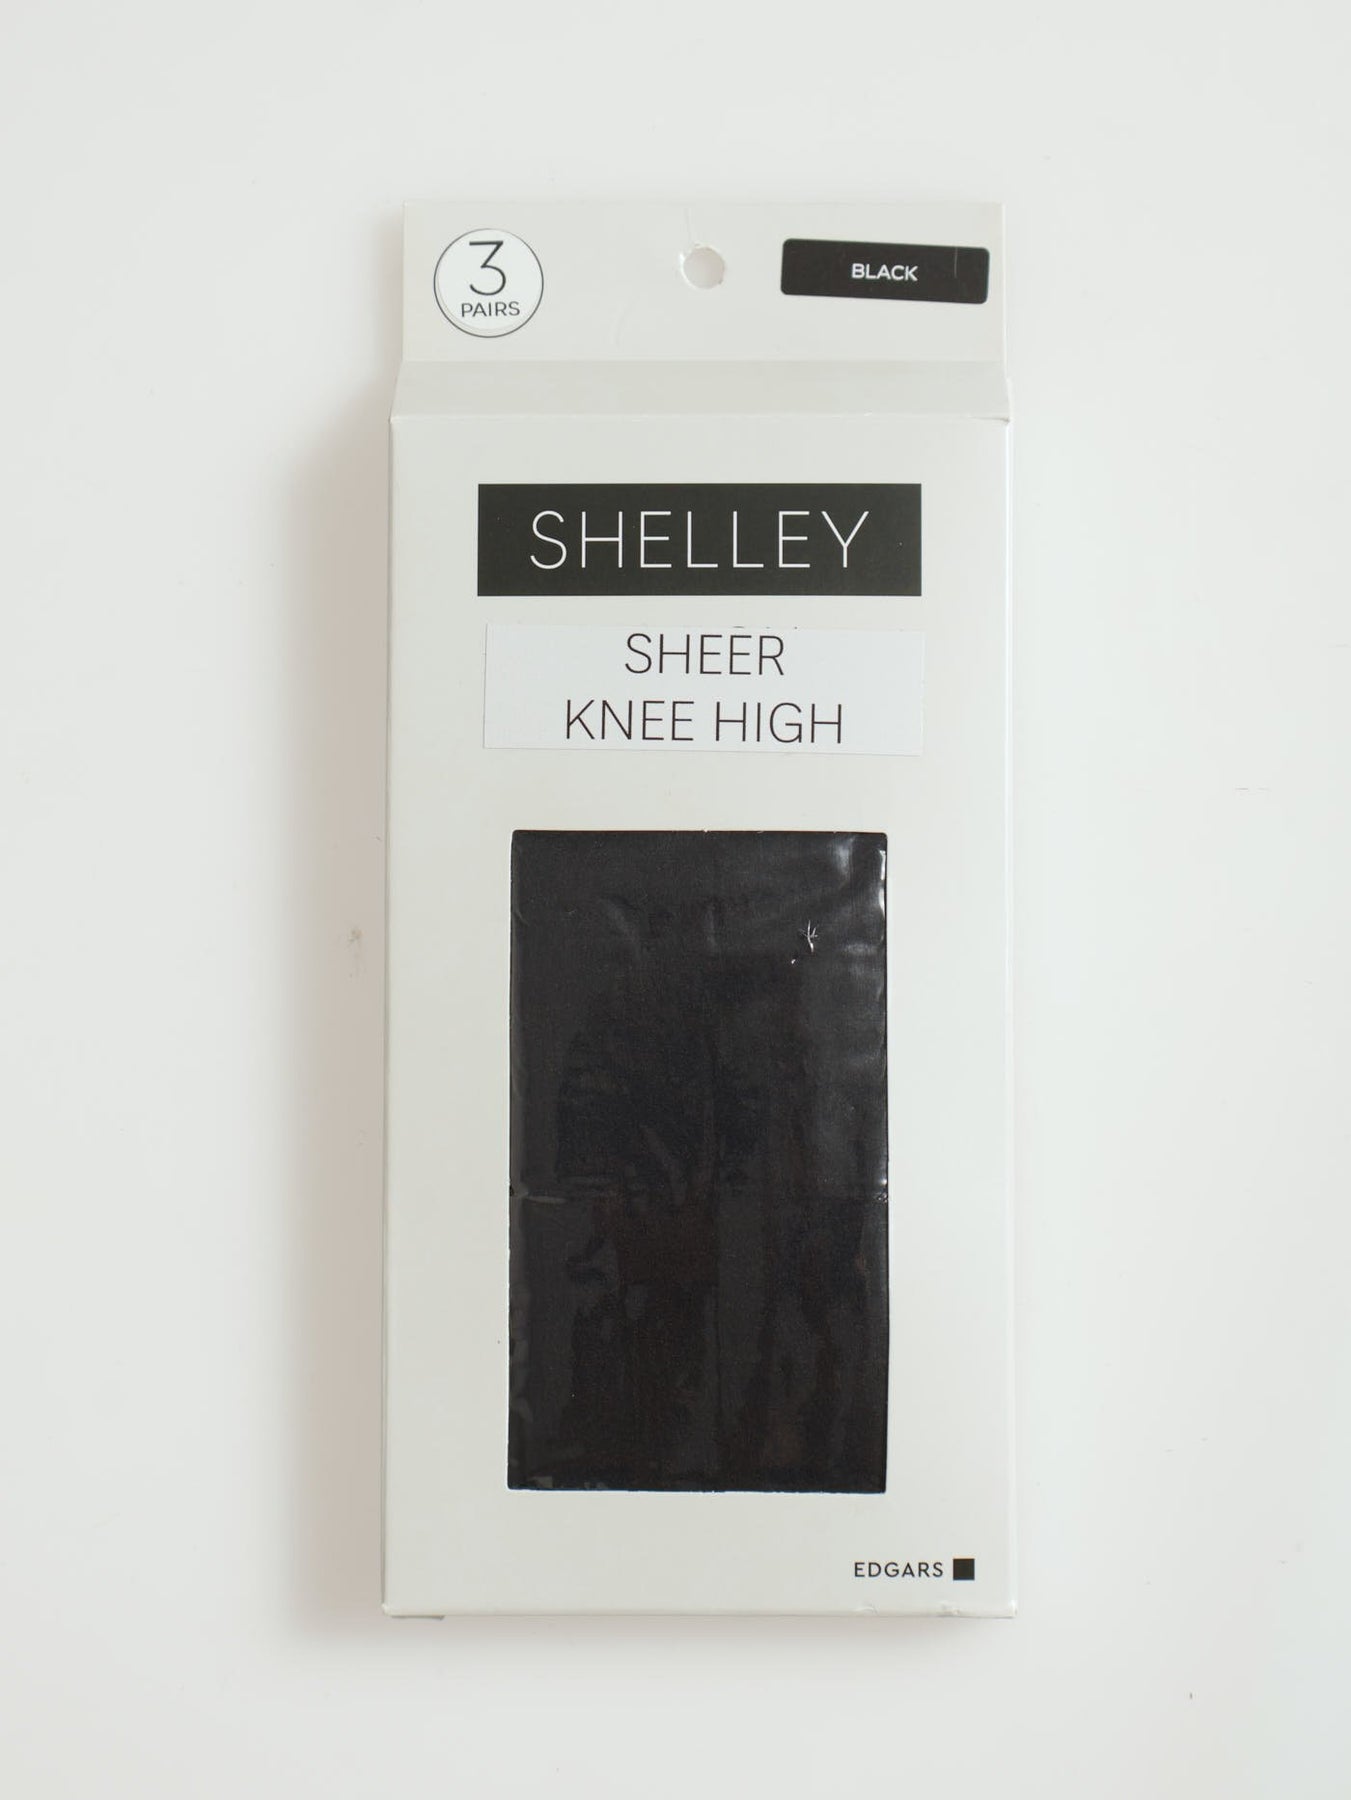 3
PAIRS
BLACK
SHELLEY
SHEER
KNEE HIGH
EDGARS